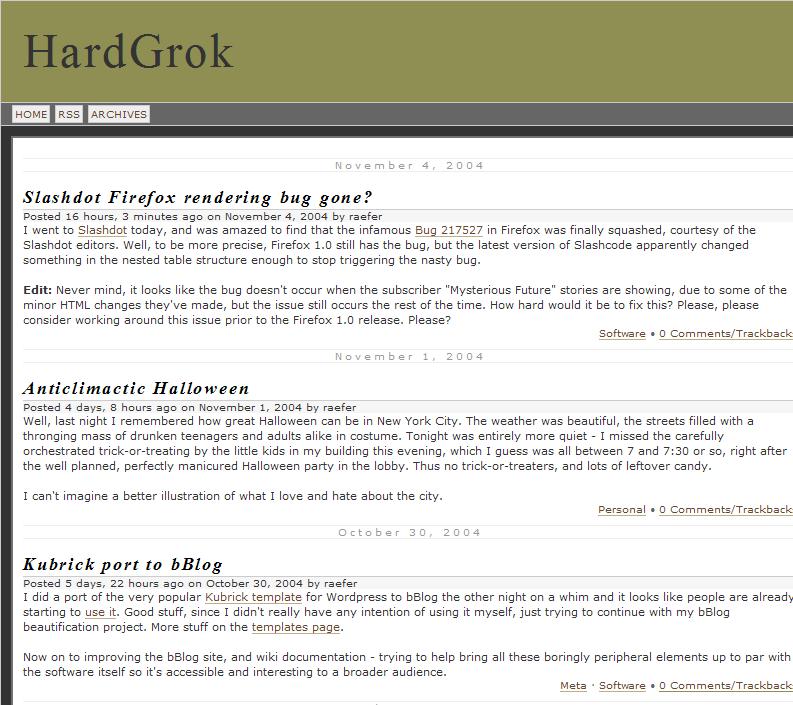 HardGrok
HOME RSS ARCHIVES
November 4, 2004
Slashdot Firefox rendering bug gone?
Posted 16 hours, 3 minutes ago on November 4, 2004 by raefer
I went to Slashdot today, and was amazed to find that the infamous Bug 217527 in Firefox was finally squashed, courtesy of the
Slashdot editors. Well, to be more precise, Firefox 1.0 still has the bug, but the latest version of Slashcode apparently changed
something in the nested table structure enough to stop triggering the nasty bug.
Edit: Never mind, it looks like the bug doesn't occur when the subscriber "Mysterious Future" stories are showing, due to some of the
minor HTML changes they've made, but the issue still occurs the rest of the time. How hard would it be to fix this? Please, please
consider working around this issue prior to the Firefox 1.0 release. Please?
Software • 0 Comments/Trackback
November 1, 2004
Anticlimactic Halloween
Posted 4 days, 8 hours ago on November 1, 2004 by raefer
Well, last night I remembered how great Halloween can be in New York City. The weather was beautiful, the streets filled with a
thronging mass of drunken teenagers and adults alike in costume. Tonight was entirely more quiet - I missed the carefully
orchestrated trick-or-treating by the little kids in my building this evening, which I guess was all between 7 and 7:30 or so, right after
the well planned, perfectly manicured Halloween party in the lobby. Thus no trick-or-treaters, and lots of leftover candy.
I can't imagine a better illustration of what I love and hate about the city.
Personal • 0 Comments/Trackback
October 30, 2004
Kubrick port to bBlog
Posted 5 days, 22 hours ago on October 30, 2004 by raefer
I did a port of the very popular Kubrick template for Wordpress to bBlog the other night on a whim and it looks like people are already
starting to use it. Good stuff, since I didn't really have any intention of using it myself, just trying to continue with my bBlog
beautification project. More stuff on the templates page.
Now on to improving the bBlog site, and wiki documentation - trying to help bring all these boringly peripheral elements up to par with
the software itself so it's accessible and interesting to a broader audience.
Meta · Software • 0 Comments/Trackback